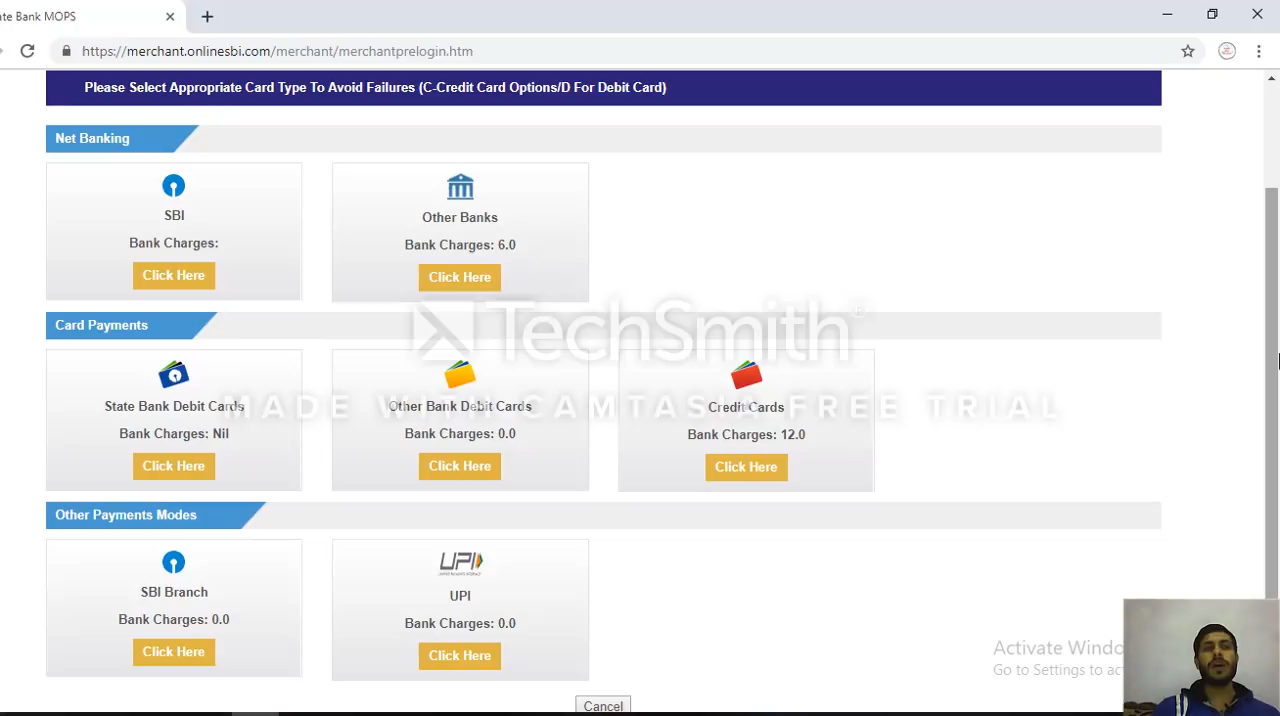 ate Bank MOPS
https://merchant.onlinesbi.com/merchant/merchantprelogin.htm
Please Select Appropriate Card Type To Avoid Failures (C-Credit Card Options/D For Debit Card)
Net Banking
SBI
Bank Charges:
Click Here
Other Banks
Bank Charges: 6.0
Click Here
TechSmith
MADE WITH CAMTASIA FREE TRIAL
Card Payments
State Bank Debit Cards
Bank Charges: Nil
Click Here
Other Bank Debit Cards
Bank Charges: 0.0
Click Here
Credit Cards
Bank Charges: 12.0
Click Here
Other Payments Modes
SBI Branch
Bank Charges: 0.0
Click Here
UPI
UPI
Bank Charges: 0.0
Click Here
Activate Windo
Go to Settings to ac
Cancel